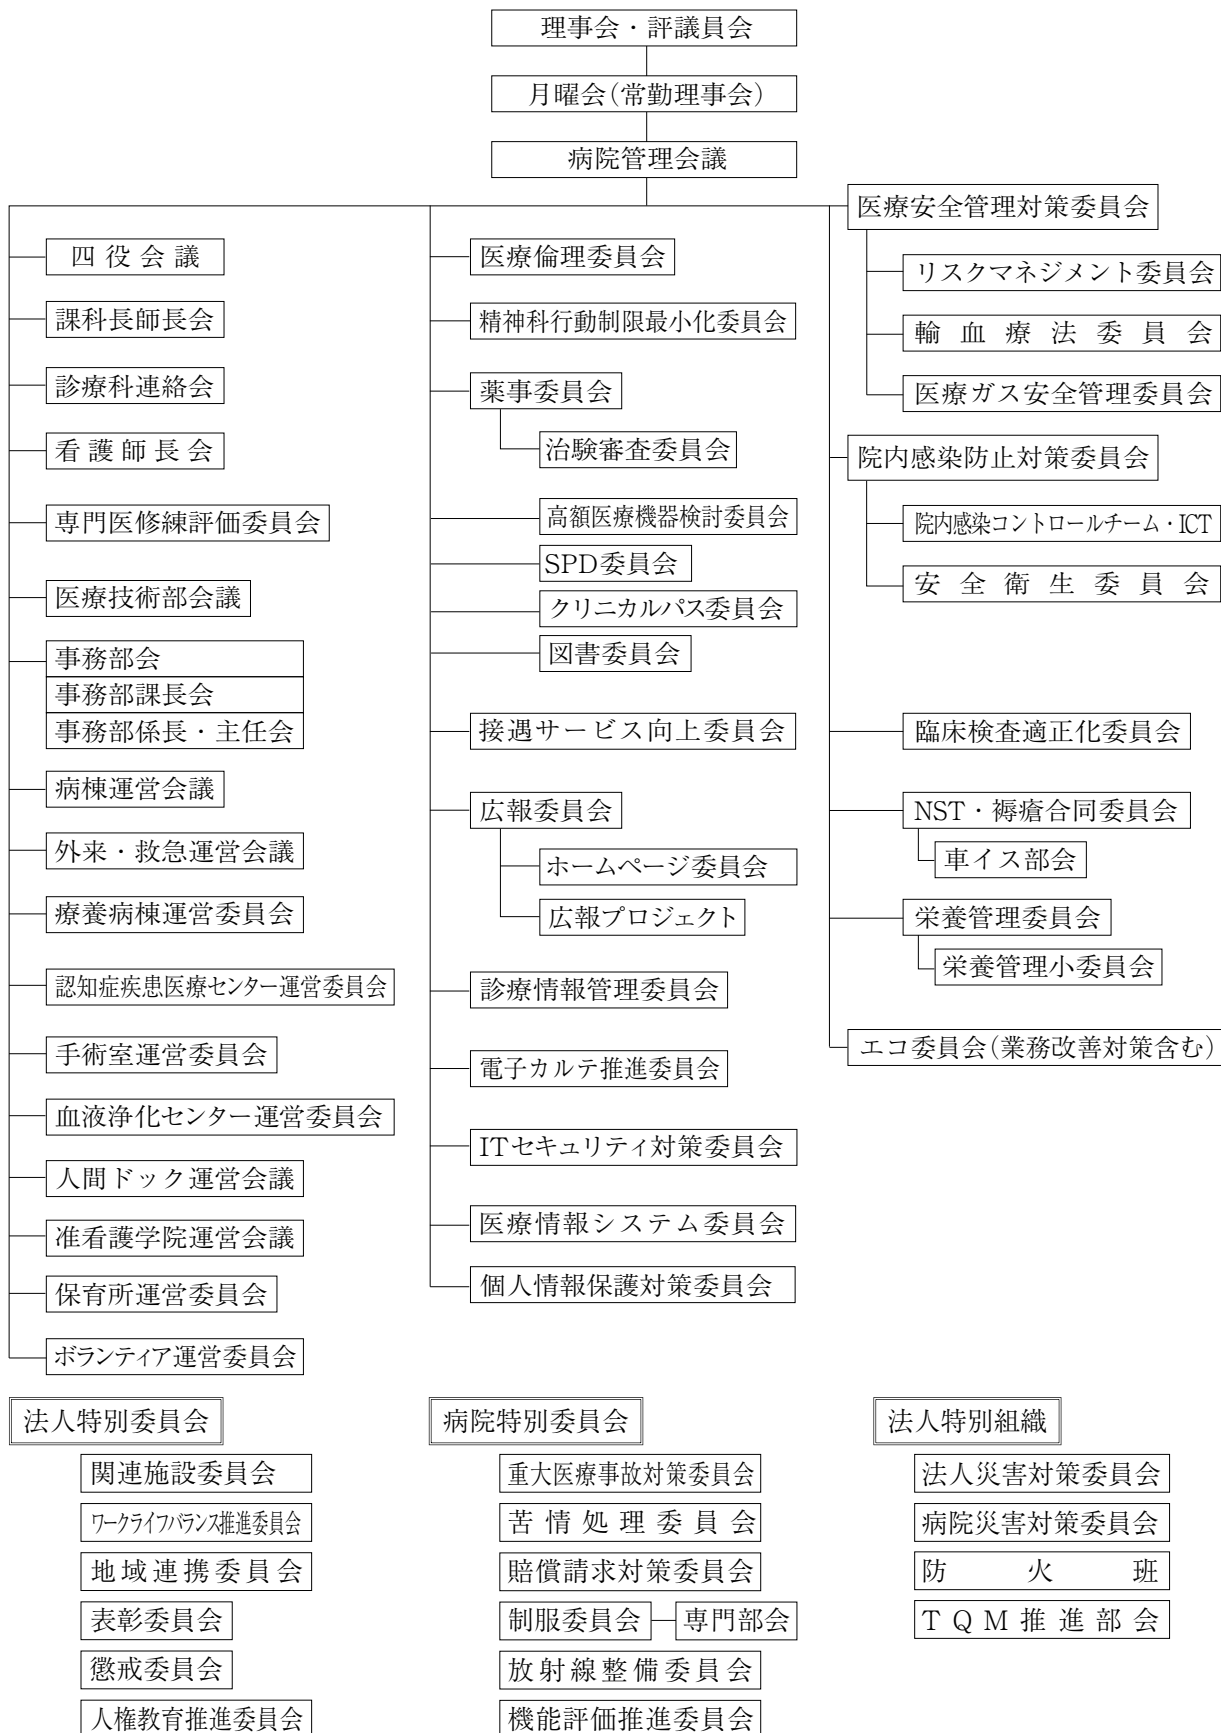 理事会・評議員会
月曜会(常勤理事会)
病院管理会議
四役会議
課科長師長会
診療科連絡会
看護師長会
専門医修練評価委員会
医療技術部会議
事務部会
事務部課長会
事務部係長・主任会
病棟運営会議
外来・救急運営会議
療養病棟運営委員会
認知症疾患医療センター運営委員会
手術室運営委員会
血液浄化センター運営委員会
人間ドック運営会議
准看護学院運営会議
保育所運営委員会
ボランティア運営委員会
医療倫理委員会
精神科行動制限最小化委員会
薬事委員会
治験審査委員会
高額医療機器検討委員会
SPD委員会
クリニカルパス委員会
図書委員会
接遇サービス向上委員会
広報委員会
ホームページ委員会
広報プロジェクト
診療情報管理委員会
電子カルテ推進委員会
ITセキュリティ対策委員会
医療情報システム委員会
個人情報保護対策委員会
医療安全管理対策委員会
リスクマネジメント委員会
輸血療法委員会
医療ガス安全管理委員会
院内感染防止対策委員会
院内感染コントロールチーム・ICT
安全衛生委員会
臨床検査適正化委員会
NST・褥瘡合同委員会
車イス部会
栄養管理委員会
栄養管理小委員会
エコ委員会(業務改善対策含む)
法人特別委員会
関連施設委員会
ワークライフバランス推進委員会
地域連携委員会
表彰委員会
懲戒委員会
人権教育推進委員会
病院特別委員会
重大医療事故対策委員会
苦情処理委員会
賠償請求対策委員会
制服委員会 専門部会
放射線整備委員会
機能評価推進委員会
法人特別組織
法人災害対策委員会
病院災害対策委員会
防火班
TQM推進部会